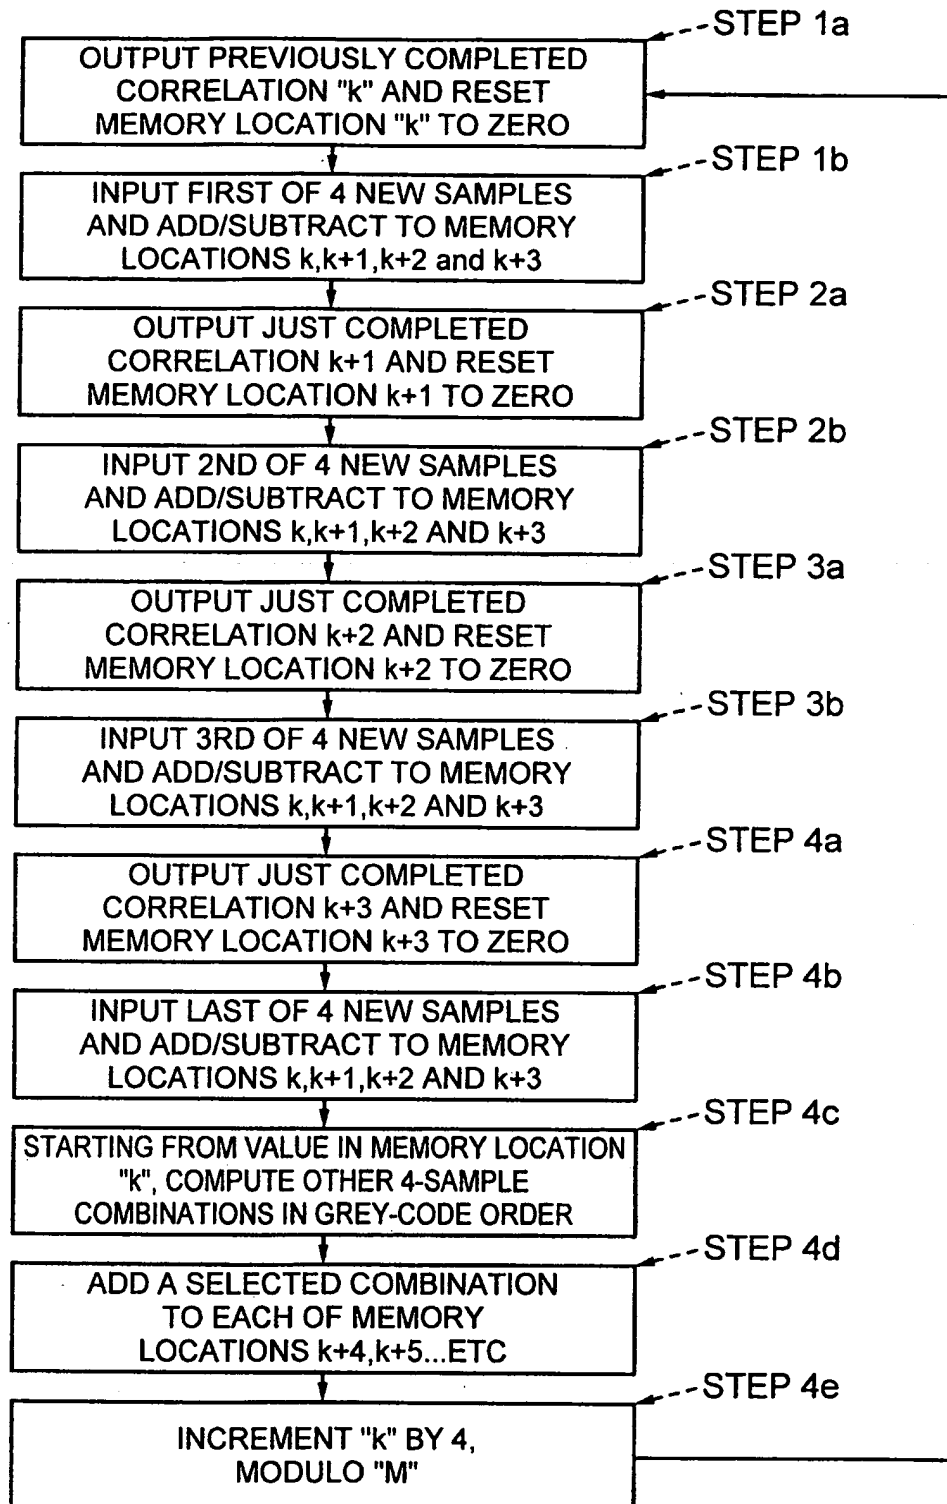 STEP 1a
OUTPUT PREVIOUSLY COMPLETED
CORRELATION "k" AND RESET
MEMORY LOCATION "k" TO ZERO
STEP 1b
INPUT FIRST OF 4 NEW SAMPLES
AND ADD/SUBTRACT TO MEMORY
LOCATIONS k,k+1,k+2 and k+3
STEP 2a
OUTPUT JUST COMPLETED
CORRELATION k+1 AND RESET
MEMORY LOCATION k+1 TO ZERO
STEP 2b
INPUT 2ND OF 4 NEW SAMPLES
AND ADD/SUBTRACT TO MEMORY
LOCATIONS k,k+1,k+2 AND k+3
STEP 3a
OUTPUT JUST COMPLETED
CORRELATION k+2 AND RESET
MEMORY LOCATION k+2 TO ZERO
STEP 3b
INPUT 3RD OF 4 NEW SAMPLES
AND ADD/SUBTRACT TO MEMORY
LOCATIONS k,k+1,k+2 AND k+3
STEP 4a
OUTPUT JUST COMPLETED
CORRELATION k+3 AND RESET
MEMORY LOCATION k+3 TO ZERO
STEP 4b
INPUT LAST OF 4 NEW SAMPLES
AND ADD/SUBTRACT TO MEMORY
LOCATIONS k,k+1,k+2 AND k+3
STEP 4c
STARTING FROM VALUE IN MEMORY LOCATION
"k", COMPUTE OTHER 4-SAMPLE
COMBINATIONS IN GREY-CODE ORDER
STEP 4d
ADD A SELECTED COMBINATION
TO EACH OF MEMORY
LOCATIONS k+4,k+5...ETC
STEP 4e
INCREMENT "k" BY 4,
MODULO "M"